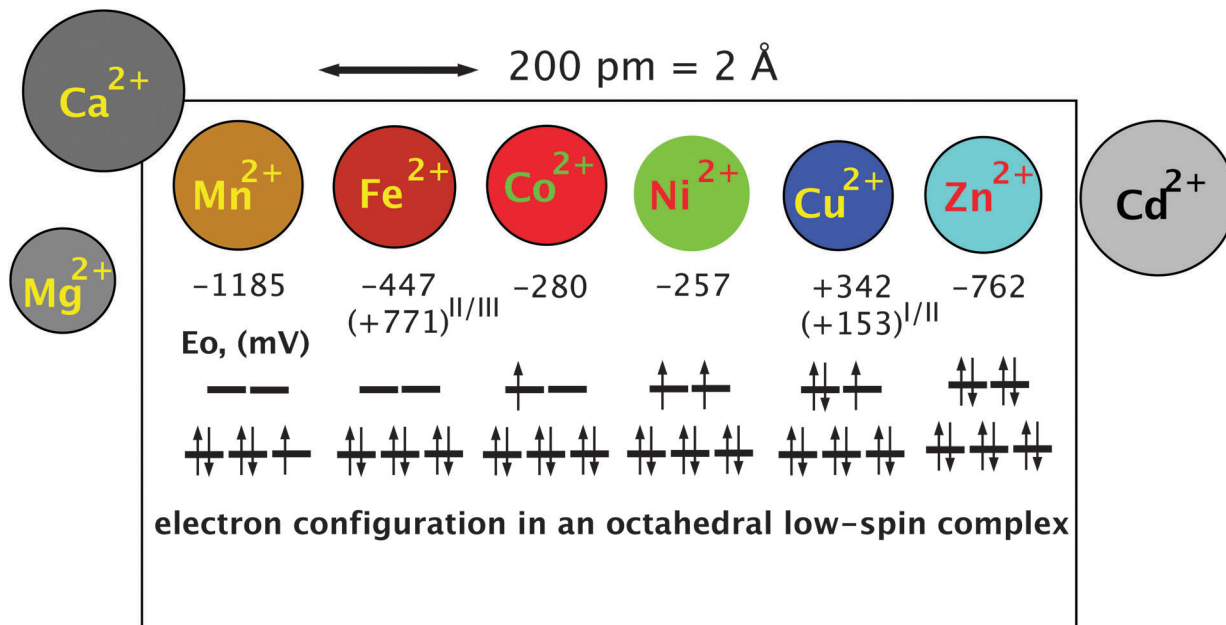 200 pm = 2 Å
Ca2+
Mn2+ Fe2+ Co2+ Ni2+ Cu2+ Zn2+ Cd2+
Mg2+
–1185 –447 –280 –257 +342 –762
(+771)II/III (+153)I/II
Eo, (mV)
electron configuration in an octahedral low–spin complex